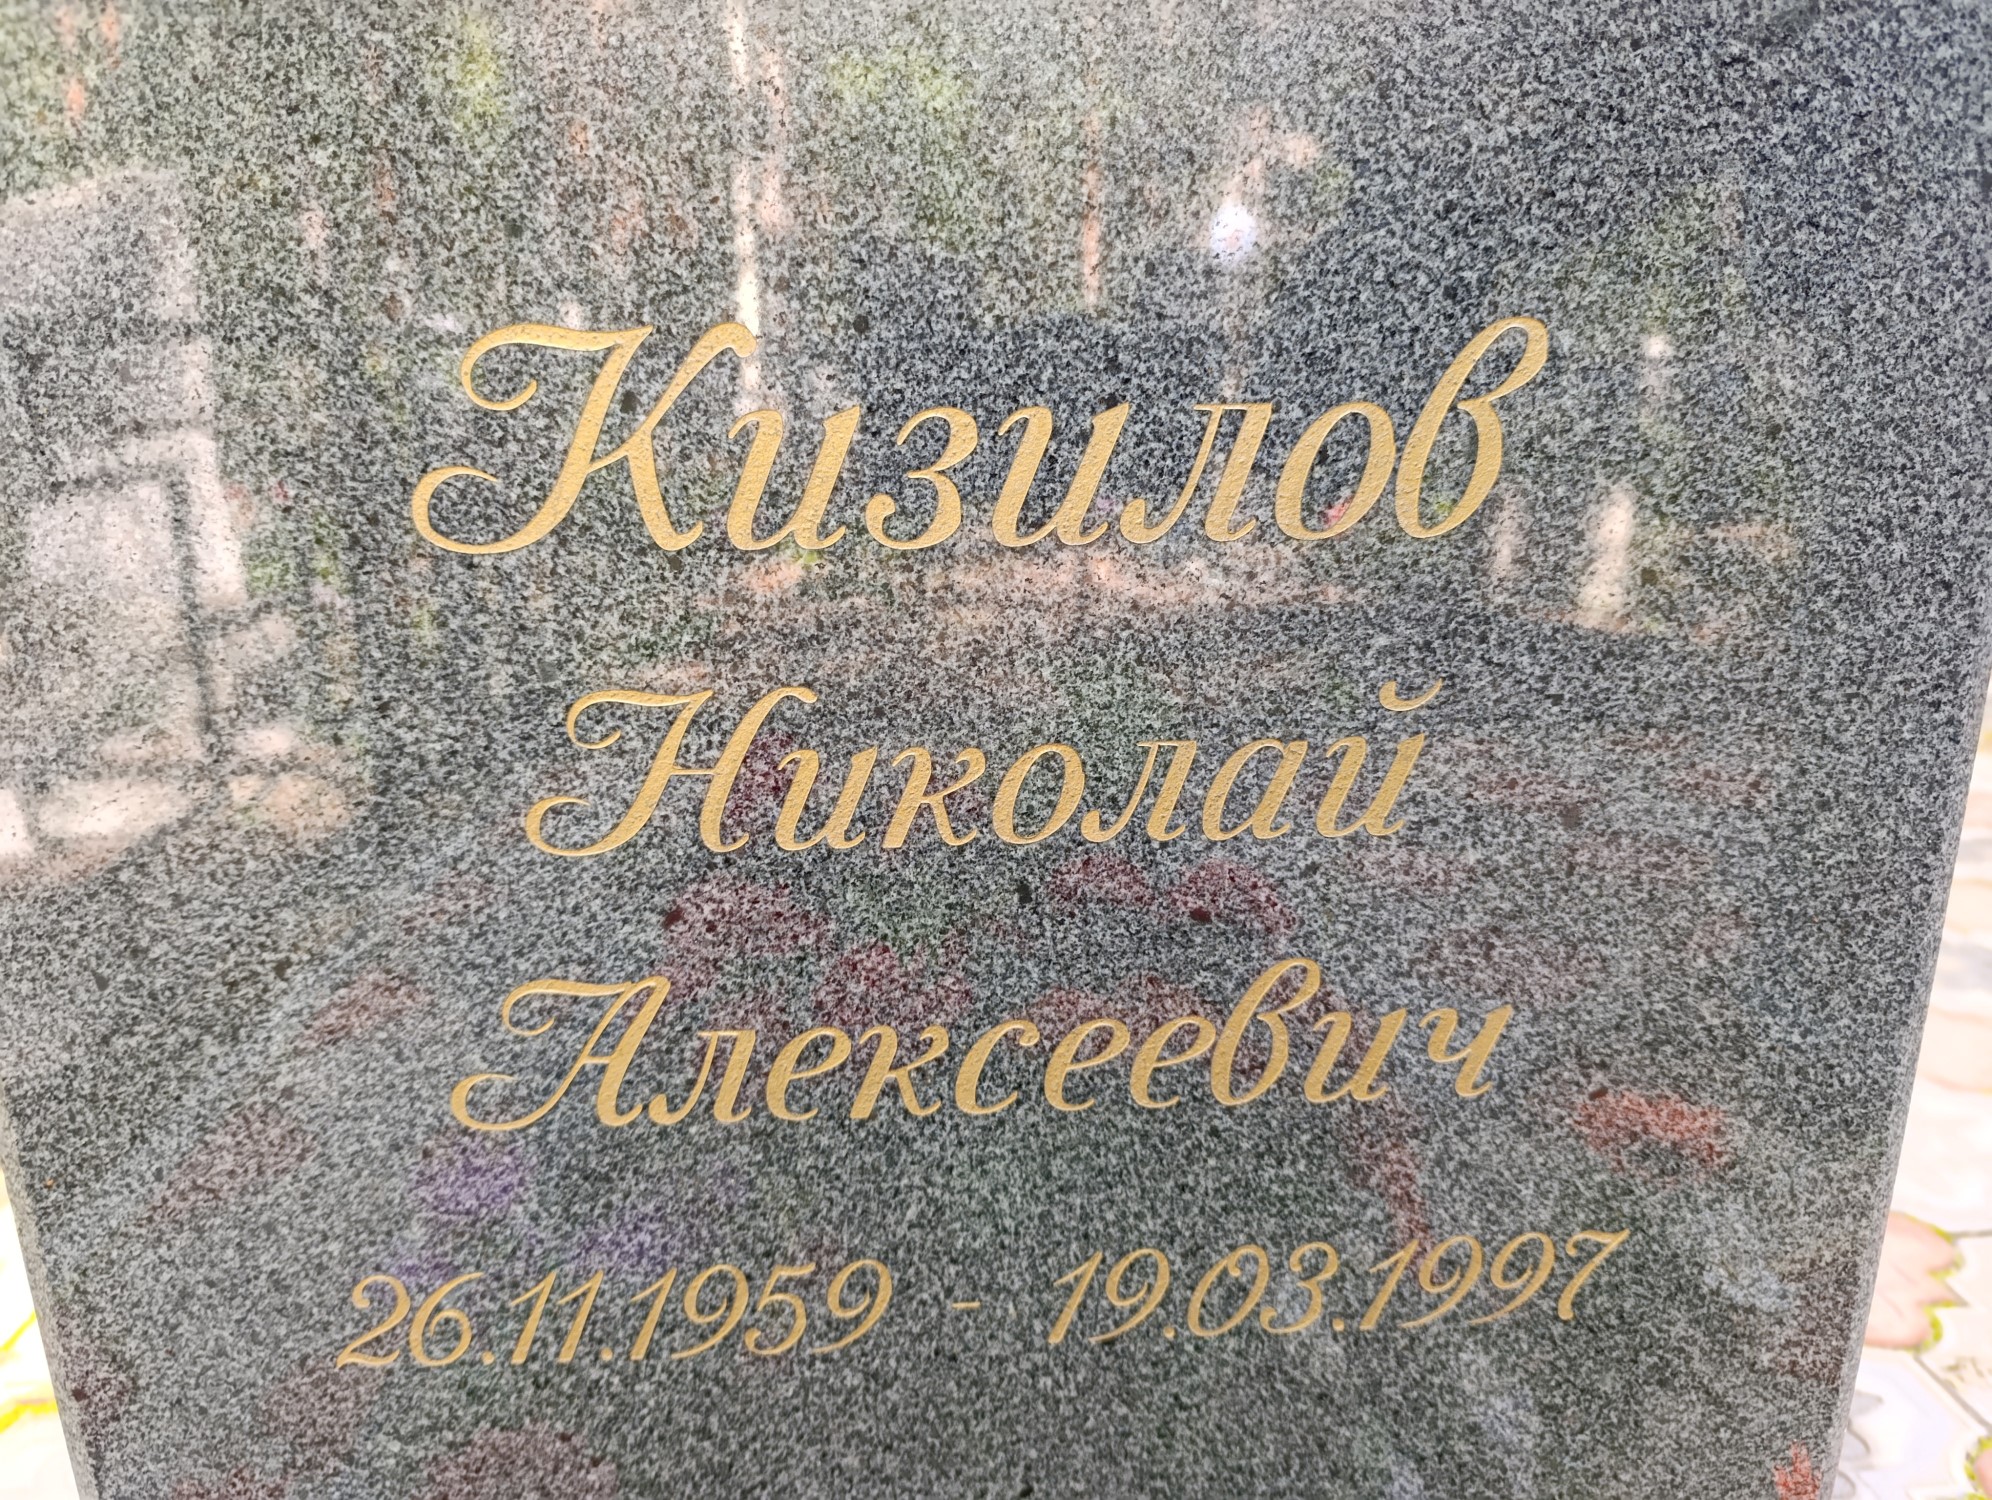 Кизилов
Николай
Алексеевич
26.11.1959 - 19.03.1997